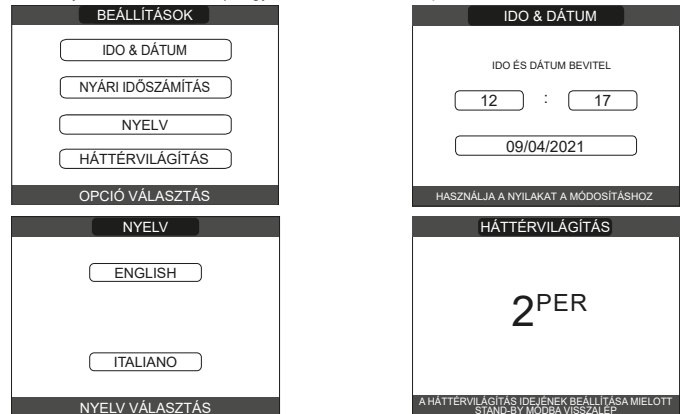 BEÁLLÍTÁSOK
IDO & DÁTUM
NYÁRI IDŐSZÁMÍTÁS
NYELV
HÁTTÉRVILÁGÍTÁS
OPCIÓ VÁLASZTÁS
IDO & DÁTUM
IDO ÉS DÁTUM BEVITEL
12 : 17
09/04/2021
HASZNÁLJA A NYILAKAT A MÓDOSÍTÁSHOZ
NYELV
ENGLISH
ITALIANO
NYELV VÁLASZTÁS
HÁTTÉRVILÁGÍTÁS
2PER
A HÁTTÉRVILÁGÍTÁS IDEJÉNEK BEÁLLÍTÁSA MIELOTT
STAND-BY MÓDBA VISSZALÉP